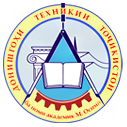 ДОНИШГОҲИ ТЕХНИКИИ ТОҶИКИСТОН
ба номи академик М. Осимӣ